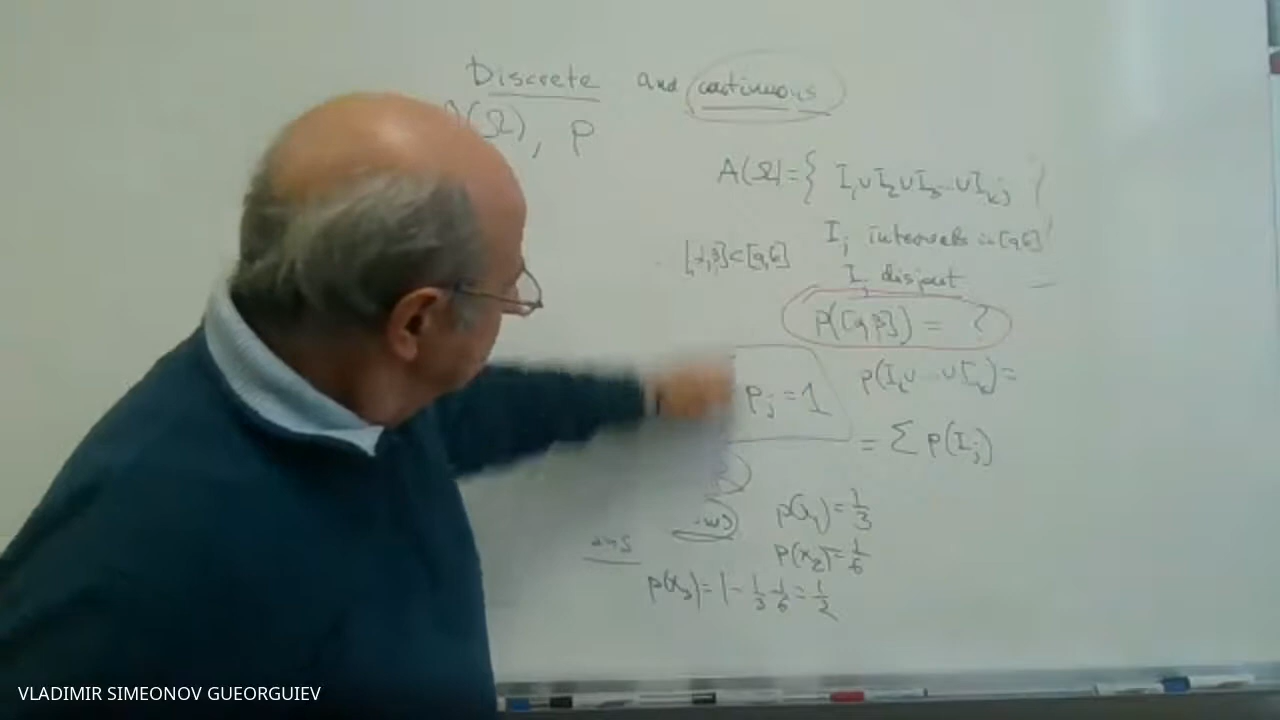 Discrete and continuous
(Ω), P
A(Ω)={ I₁∪I₂∪I₃...∪I_k; }
I_j intervals in [a,b]
[α,β]⊂[a,b]
I_j disjoint
p([α,β]) = ?
p(I₁∪...∪I_k)=
p_j = 1
= Σ p(I_j)
p(x₁)=1/3
ans
p(x₂)=1/6
p(x₃)=1-1/3-1/6=1/2
VLADIMIR SIMEONOV GUEORGUIEV